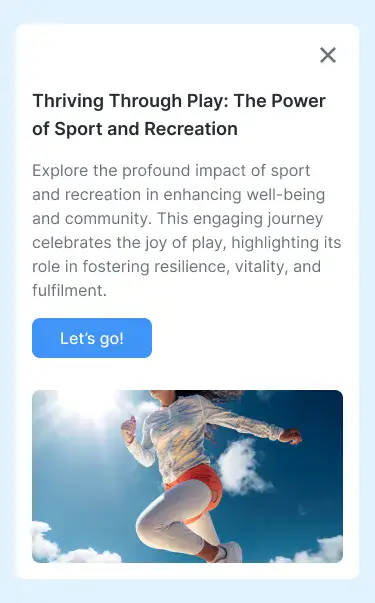 Thriving Through Play: The Power
of Sport and Recreation
Explore the profound impact of sport
and recreation in enhancing well-being
and community. This engaging journey
celebrates the joy of play, highlighting its
role in fostering resilience, vitality, and
fulfilment.
Let's go!